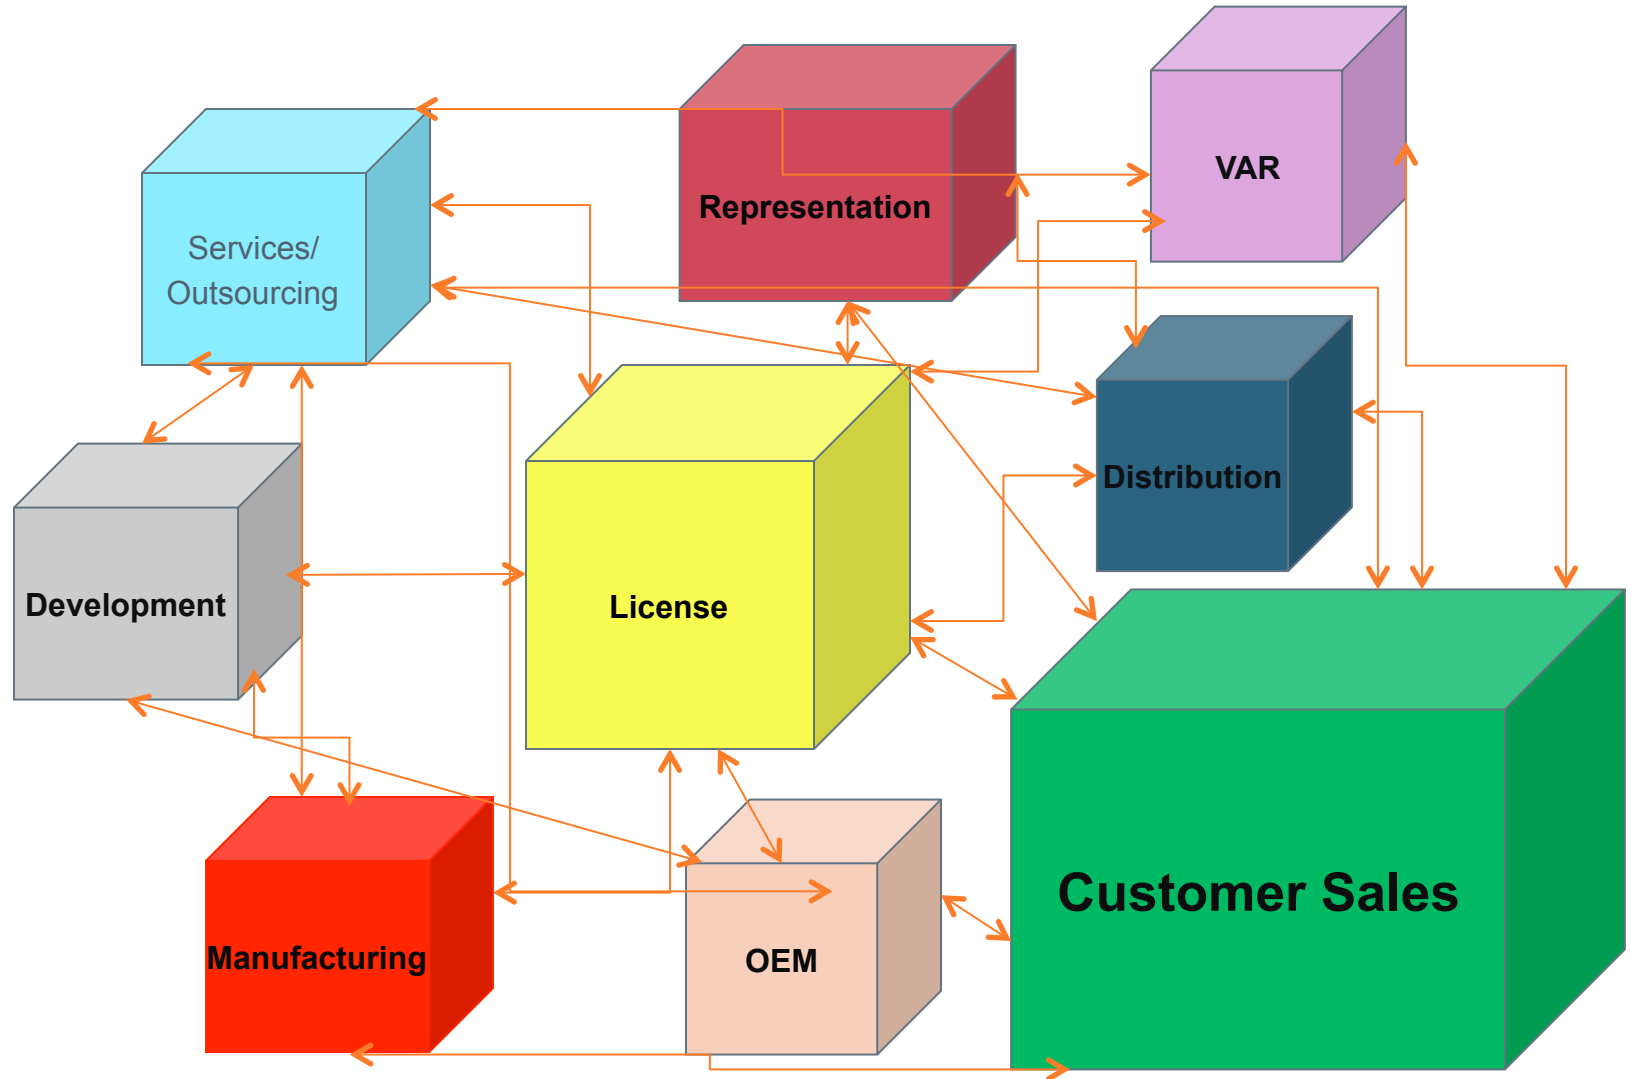 VAR
Representation
Services/
Outsourcing
Distribution
Development
License
Customer Sales
Manufacturing
OEM